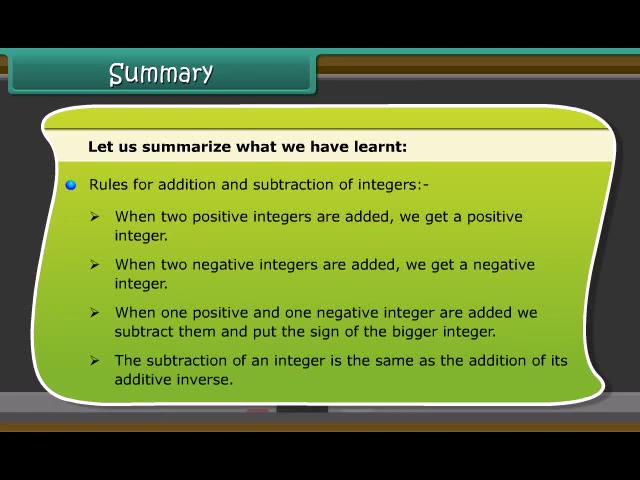 Summary
Let us summarize what we have learnt:
Rules for addition and subtraction of integers:-
When two positive integers are added, we get a positive
integer.
When two negative integers are added, we get a negative
integer.
When one positive and one negative integer are added we
subtract them and put the sign of the bigger integer.
The subtraction of an integer is the same as the addition of its
additive inverse.